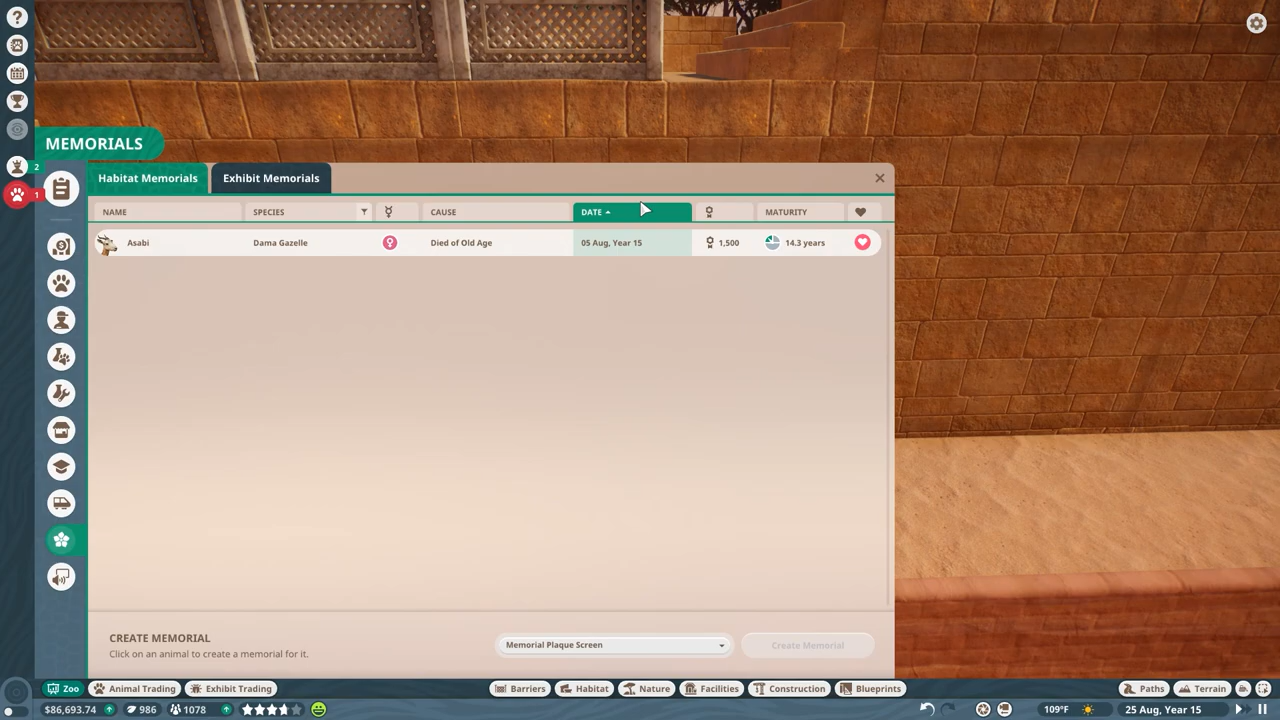 ?
2
1
MEMORIALS
Habitat Memorials Exhibit Memorials
NAME SPECIES CAUSE DATE MATURITY
Asabi Dama Gazelle Died of Old Age 05 Aug, Year 15 1,500 14.3 years
CREATE MEMORIAL
Click on an animal to create a memorial for it.
Memorial Plaque Screen
Create Memorial
Zoo Animal Trading Exhibit Trading Barriers Habitat Nature Facilities Construction Blueprints Paths Terrain
$86,693.74 986 1078 109°F 25 Aug, Year 15